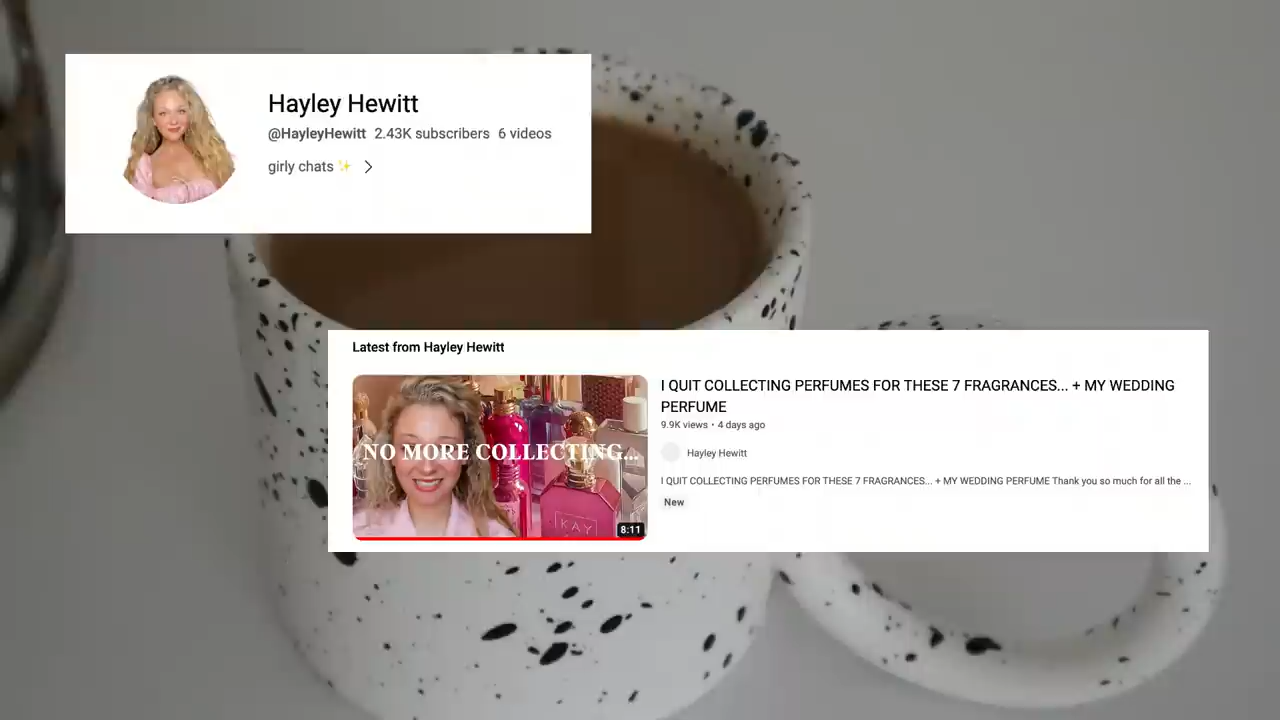 Hayley Hewitt
@HayleyHewitt 2.43K subscribers 6 videos
girly chats ✨ >
Latest from Hayley Hewitt
NO MORE COLLECTING...
KAY
8:11
I QUIT COLLECTING PERFUMES FOR THESE 7 FRAGRANCES... + MY WEDDING
PERFUME
9.9K views • 4 days ago
Hayley Hewitt
I QUIT COLLECTING PERFUMES FOR THESE 7 FRAGRANCES... + MY WEDDING PERFUME Thank you so much for all the ...
New